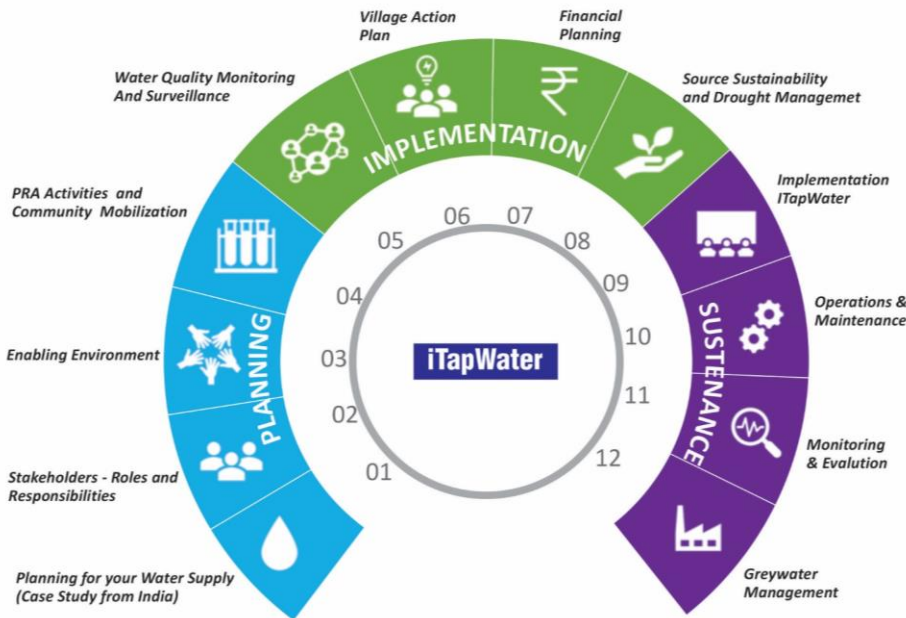 Village Action
Plan
Financial
Planning
Water Quality Monitoring
And Surveillance
Source Sustainability
and Drought Managemet
IMPLEMENTATION
PRA Activities and
Community Mobilization
Implementation
ITapWater
Enabling Environment
Operations &
Maintenance
PLANNING
SUSTENANCE
Stakeholders - Roles and
Responsibilities
Monitoring
& Evalution
Planning for your Water Supply
(Case Study from India)
Greywater
Management
01
02
03
04
05
06
07
08
09
10
11
12
iTapWater
₹